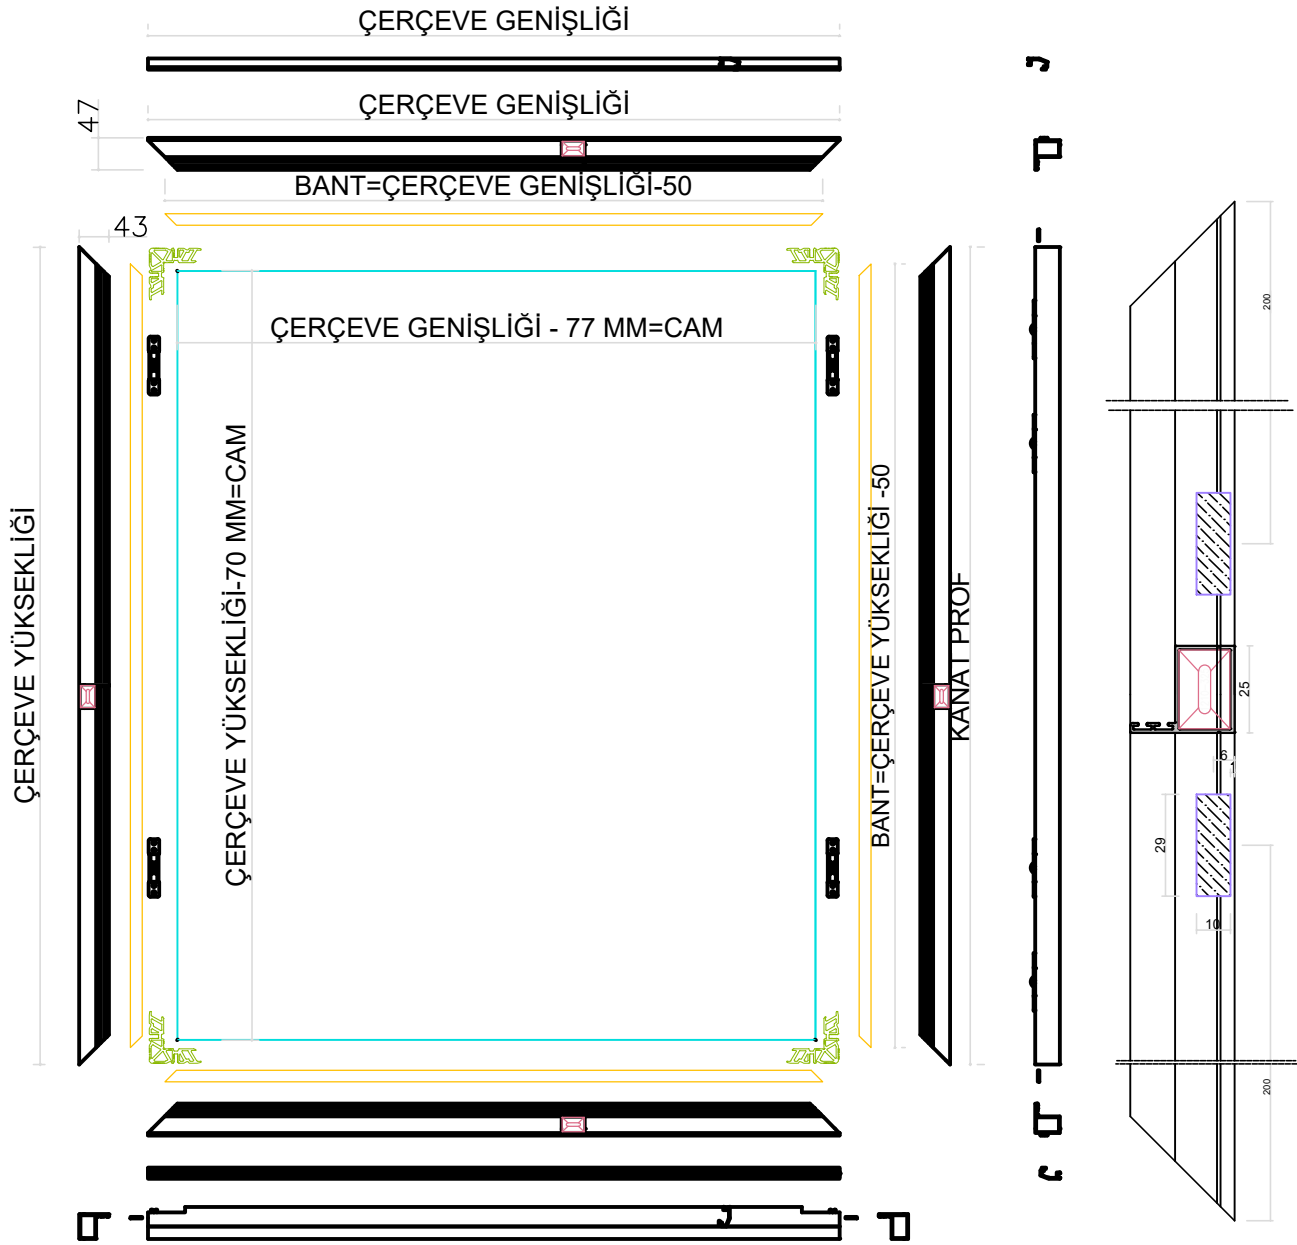 ÇERÇEVE GENİŞLİĞİ
ÇERÇEVE GENİŞLİĞİ
47
BANT=ÇERÇEVE GENİŞLİĞİ-50
43
ÇERÇEVE GENİŞLİĞİ - 77 MM=CAM
ÇERÇEVE YÜKSEKLİĞİ
ÇERÇEVE YÜKSEKLİĞİ-70 MM=CAM
BANT=ÇERÇEVE YÜKSEKLİĞİ -50
KANAT PROF
200
25
6
1
29
10
200